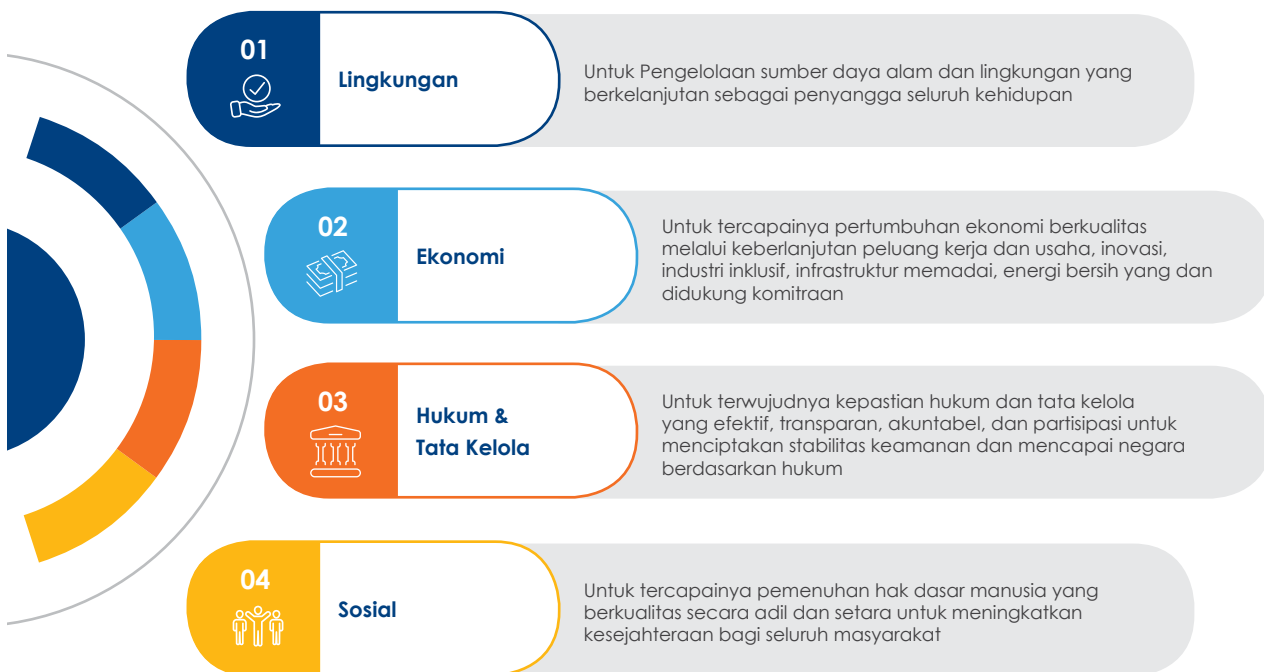 01
Lingkungan
Untuk Pengelolaan sumber daya alam dan lingkungan yang
berkelanjutan sebagai penyangga seluruh kehidupan
02
Ekonomi
Untuk tercapainya pertumbuhan ekonomi berkualitas
melalui keberlanjutan peluang kerja dan usaha, inovasi,
industri inklusif, infrastruktur memadai, energi bersih yang dan
didukung komitraan
03
Hukum &
Tata Kelola
Untuk terwujudnya kepastian hukum dan tata kelola
yang efektif, transparan, akuntabel, dan partisipasi untuk
menciptakan stabilitas keamanan dan mencapai negara
berdasarkan hukum
04
Sosial
Untuk tercapainya pemenuhan hak dasar manusia yang
berkualitas secara adil dan setara untuk meningkatkan
kesejahteraan bagi seluruh masyarakat